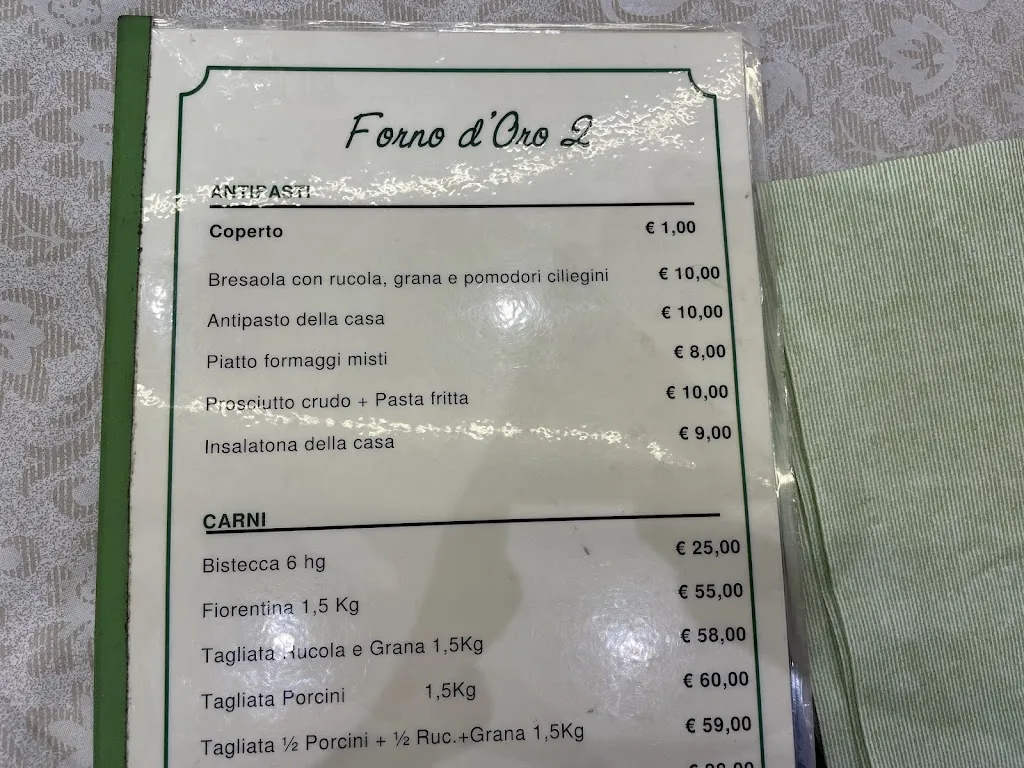 Forno d'Oro 2
ANTIPASTI
Coperto € 1,00
Bresaola con rucola, grana e pomodori ciliegini € 10,00
Antipasto della casa € 10,00
Piatto formaggi misti € 8,00
Prosciutto crudo + Pasta fritta € 10,00
Insalatona della casa € 9,00
CARNI
Bistecca 6 hg € 25,00
Fiorentina 1,5 Kg € 55,00
Tagliata Rucola e Grana 1,5Kg € 58,00
Tagliata Porcini 1,5Kg € 60,00
Tagliata ½ Porcini + ½ Ruc.+Grana 1,5Kg € 59,00